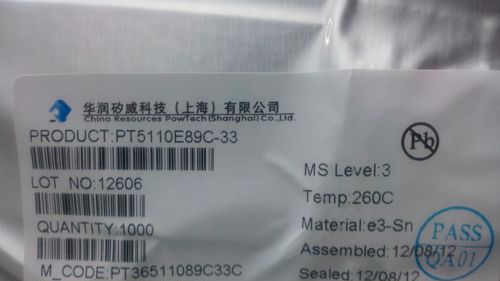 华润矽威科技（上海）有限公司
China Resources PowTech(Shanghai)Co.,Ltd.
PRODUCT:PT5110E89C-33
Pb
LOT NO:12606
MS Level:3
Temp:260C
QUANTITY:1000
Material:e3-Sn
Assembled:12/08/12
PASS
QA01
M_CODE:PT36511089C33C
Sealed:12/08/12